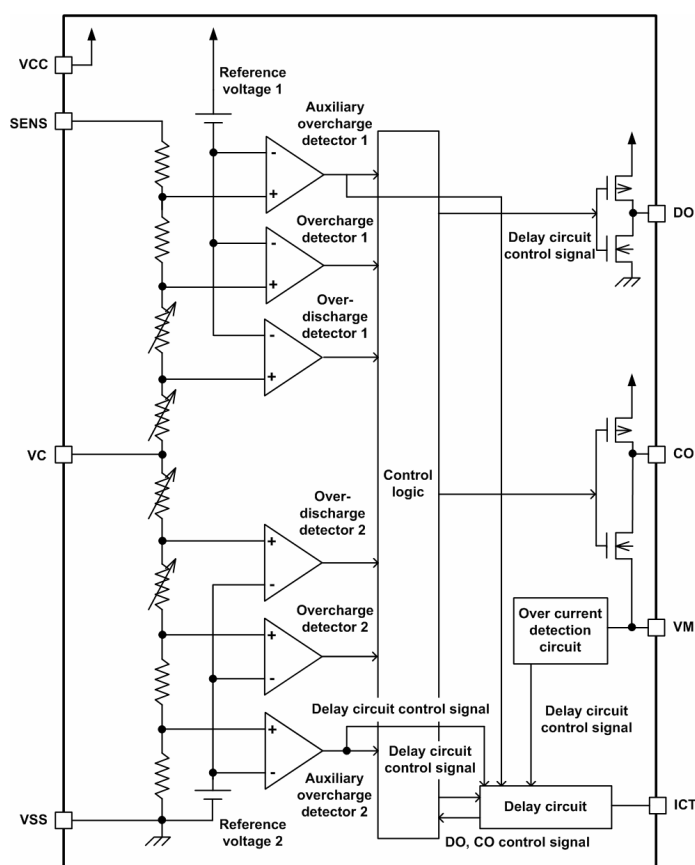 VCC
Reference
voltage 1
SENS
Auxiliary
overcharge
detector 1
DO
Overcharge
detector 1
Delay circuit
control signal
Over-
discharge
detector 1
VC
CO
Control
logic
Over-
discharge
detector 2
Overcharge
detector 2
Over current
detection
circuit
VM
Delay circuit control signal
Delay circuit
control signal
Delay circuit
control signal
Auxiliary
overcharge
detector 2
Delay circuit
ICT
VSS
Reference
voltage 2
DO, CO control signal
-
+
-
+
-
+
+
-
+
-
+
-